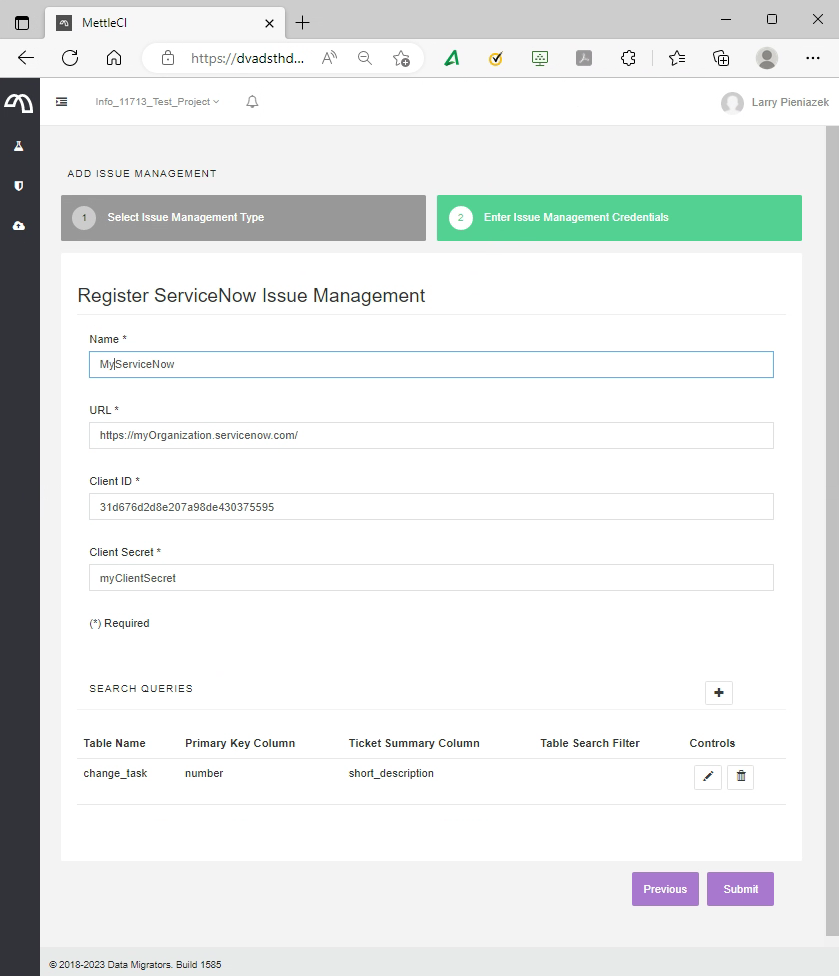 MettleCI
https://dvadsthd...
Info_11713_Test_Project
Larry Pieniazek
ADD ISSUE MANAGEMENT
1 Select Issue Management Type
2 Enter Issue Management Credentials
Register ServiceNow Issue Management
Name *
MyServiceNow
URL *
https://myOrganization.servicenow.com/
Client ID *
31d676d2d8e207a98de430375595
Client Secret *
myClientSecret
(*) Required
SEARCH QUERIES
Table Name Primary Key Column Ticket Summary Column Table Search Filter Controls
change_task number short_description
Previous Submit
© 2018-2023 Data Migrators. Build 1585